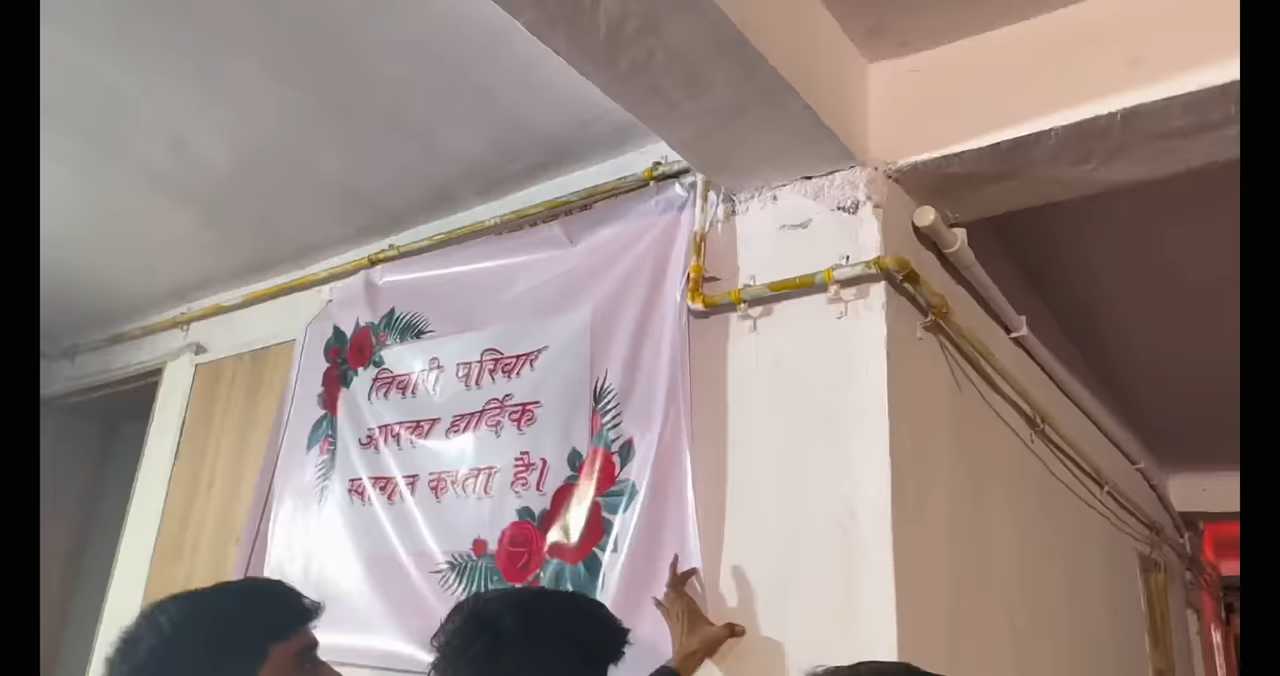 तिवारी परिवार
आपका हार्दिक
स्वागत करता है।